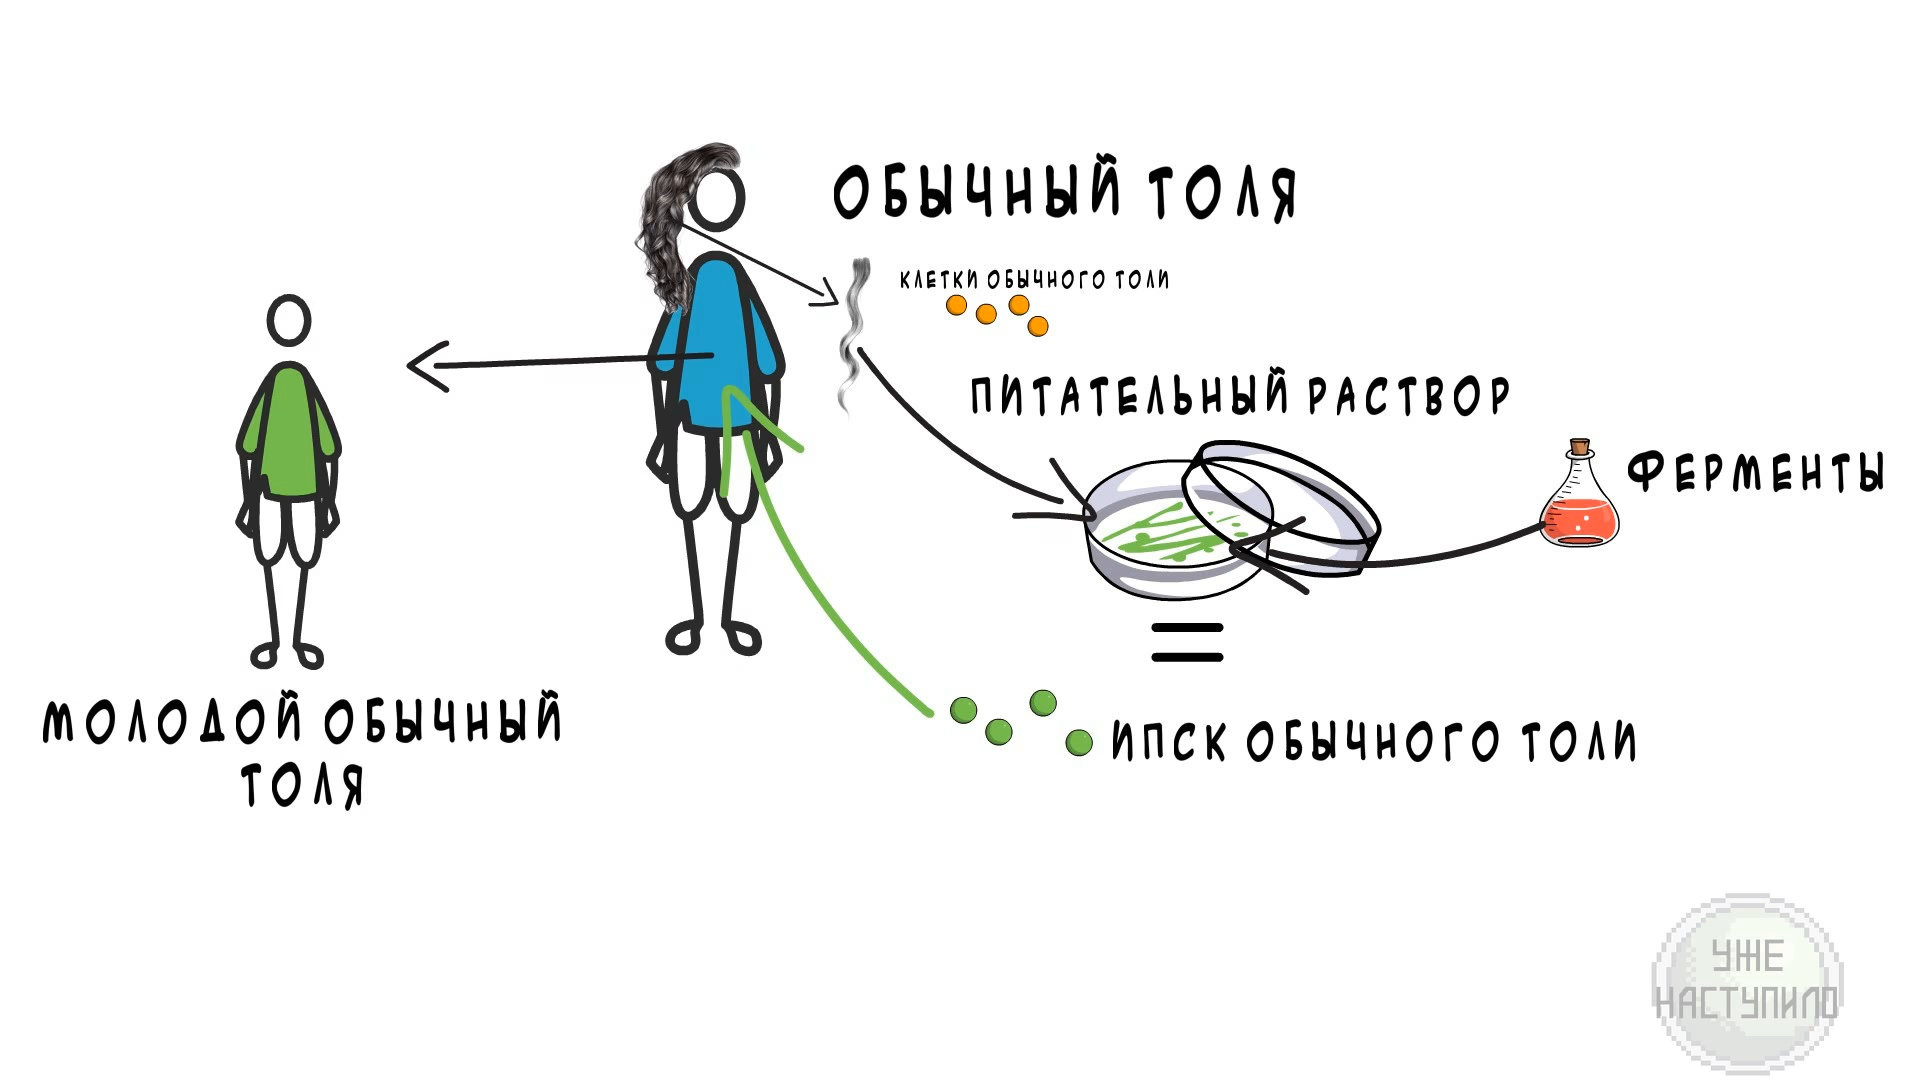 ОБЫЧНЫЙ ТОЛЯ
КЛЕТКИ ОБЫЧНОГО ТОЛИ
ПИТАТЕЛЬНЫЙ РАСТВОР
ФЕРМЕНТЫ
=
ИПСК ОБЫЧНОГО ТОЛИ
МОЛОДОЙ ОБЫЧНЫЙ
ТОЛЯ
УЖЕ
НАСТУПИЛО